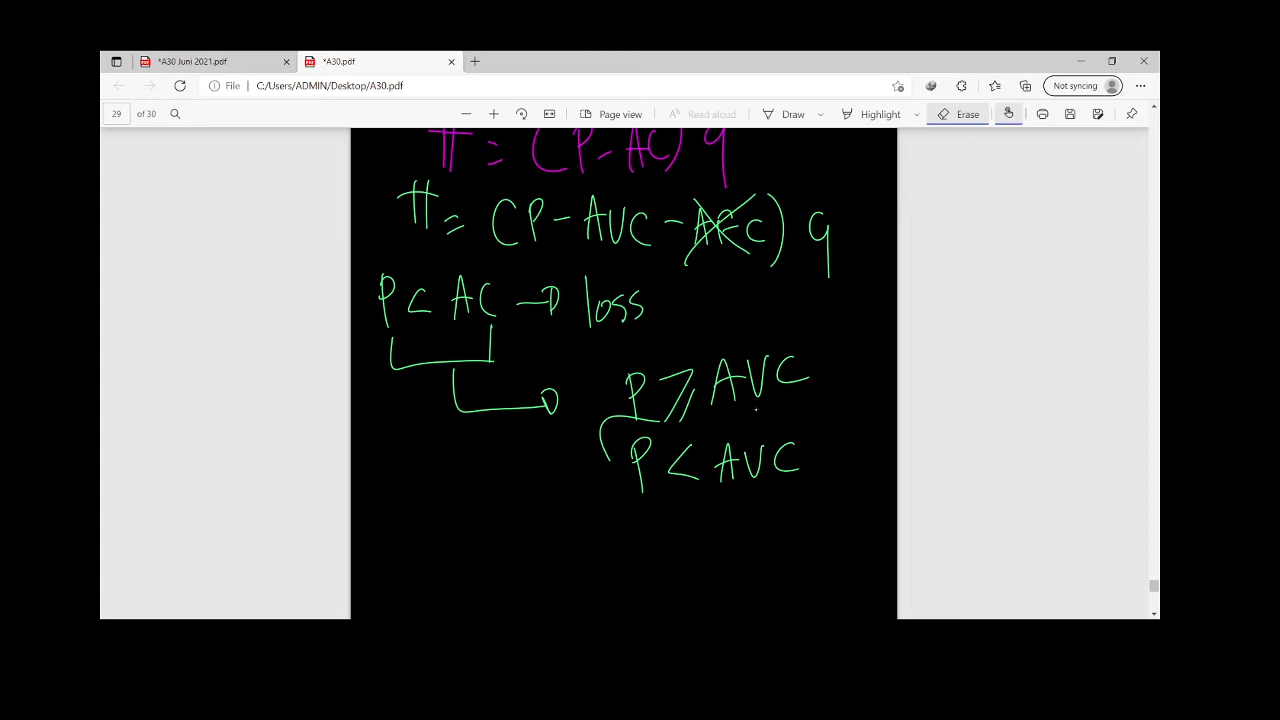 *A30 Juni 2021.pdf
*A30.pdf
File C:/Users/ADMIN/Desktop/A30.pdf
Not syncing
29 of 30
Page view
Read aloud
Draw
Highlight
Erase
π = (P - AC) q
π = (P - AVC - AFC) q
P < AC → loss
P ≥ AVC
P < AVC